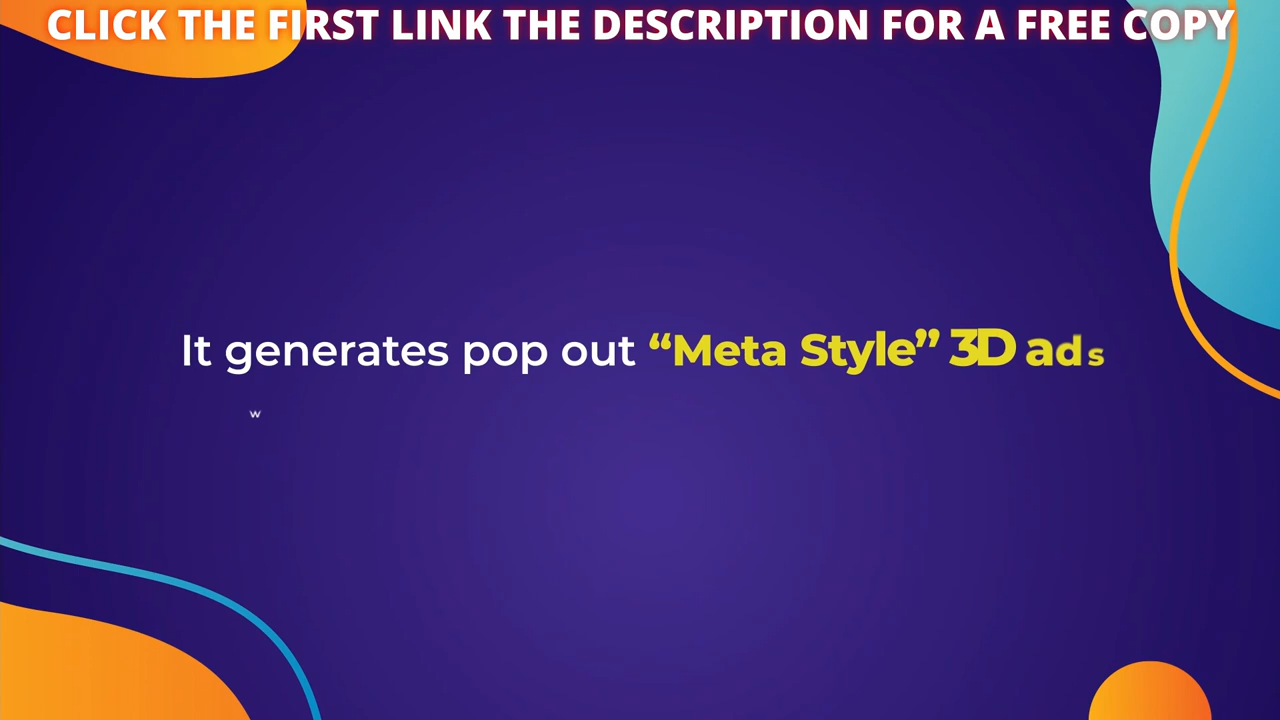 CLICK THE FIRST LINK THE DESCRIPTION FOR A FREE COPY
It generates pop out “Meta Style” 3D ads
w